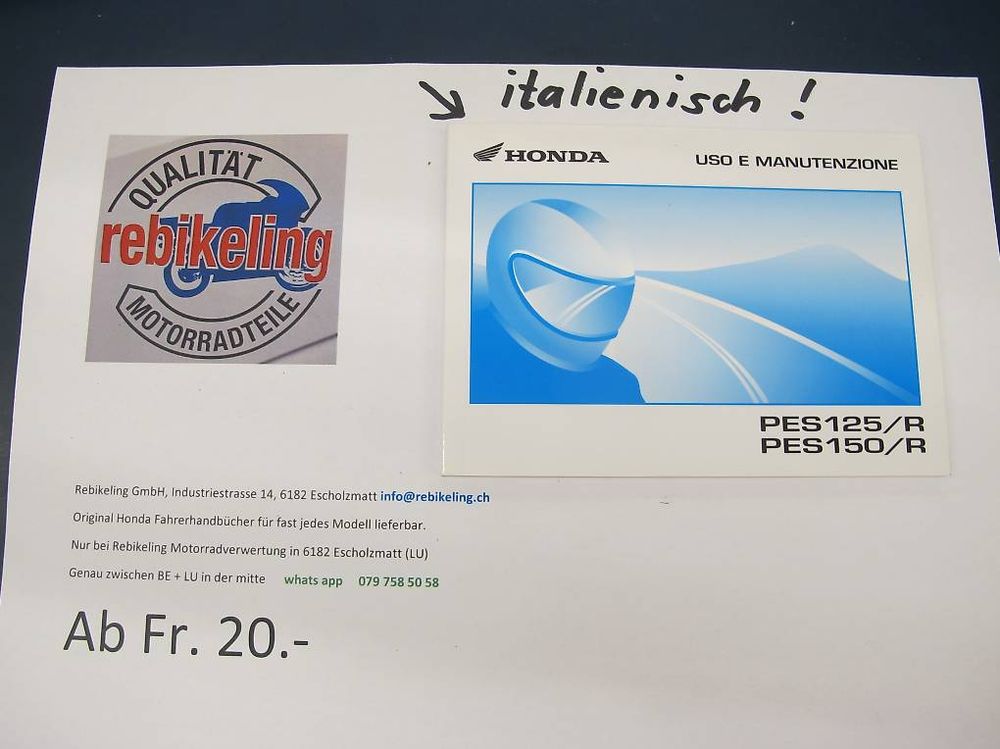 italienisch !
QUALITÄT
rebikeling
MOTORRADTEILE
HONDA
USO E MANUTENZIONE
PES125/R
PES150/R
Rebikeling GmbH, Industriestrasse 14, 6182 Escholzmatt info@rebikeling.ch
Original Honda Fahrerhandbücher für fast jedes Modell lieferbar.
Nur bei Rebikeling Motorradverwertung in 6182 Escholzmatt (LU)
Genau zwischen BE + LU in der mitte whats app 079 758 50 58
Ab Fr. 20.-